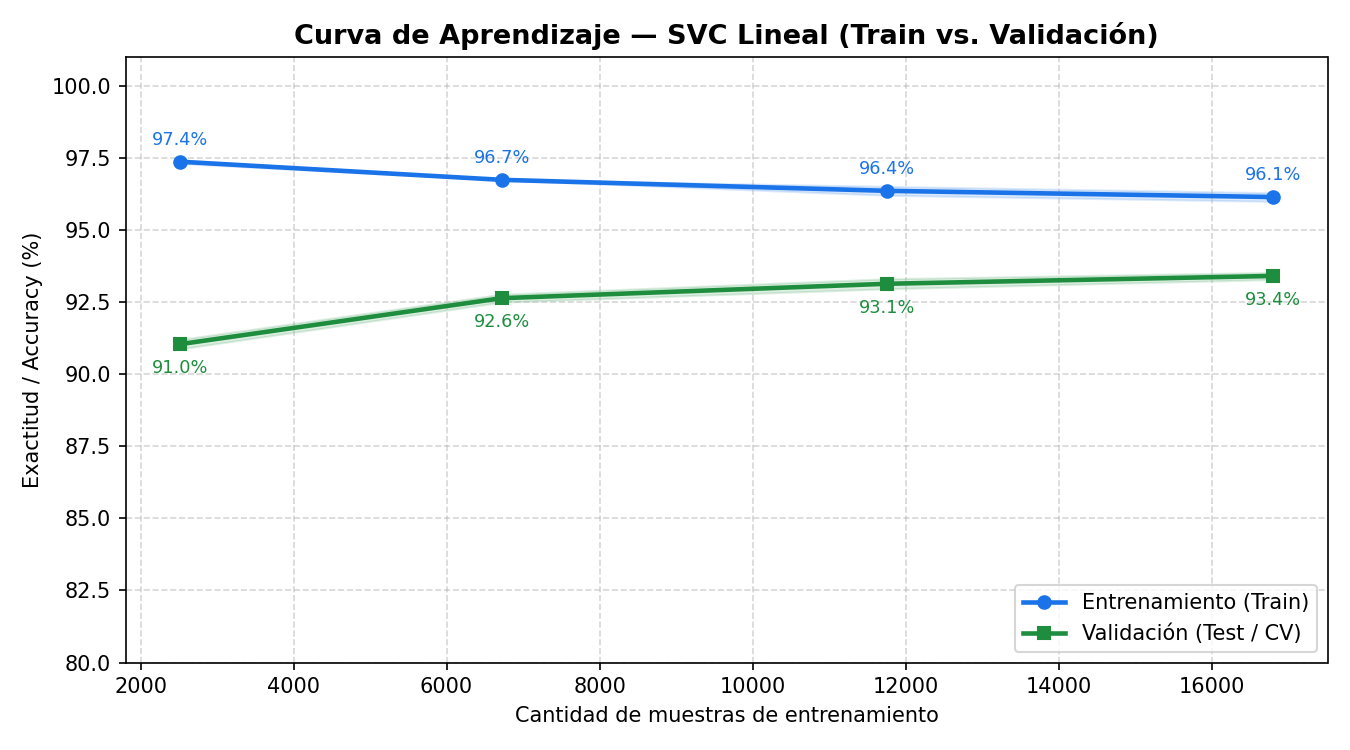 Curva de Aprendizaje — SVC Lineal (Train vs. Validación)
Exactitud / Accuracy (%)
100.0
97.5
95.0
92.5
90.0
87.5
85.0
82.5
80.0
97.4%
96.7%
96.4%
96.1%
91.0%
92.6%
93.1%
93.4%
Entrenamiento (Train)
Validación (Test / CV)
2000 4000 6000 8000 10000 12000 14000 16000
Cantidad de muestras de entrenamiento